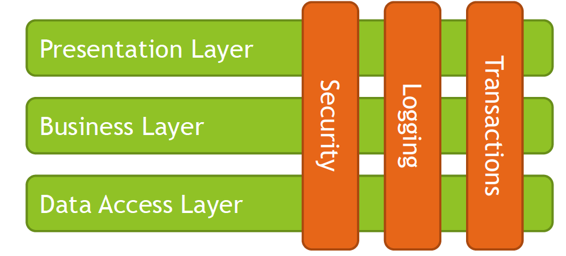 Presentation Layer
Business Layer
Data Access Layer
Security
Logging
Transactions